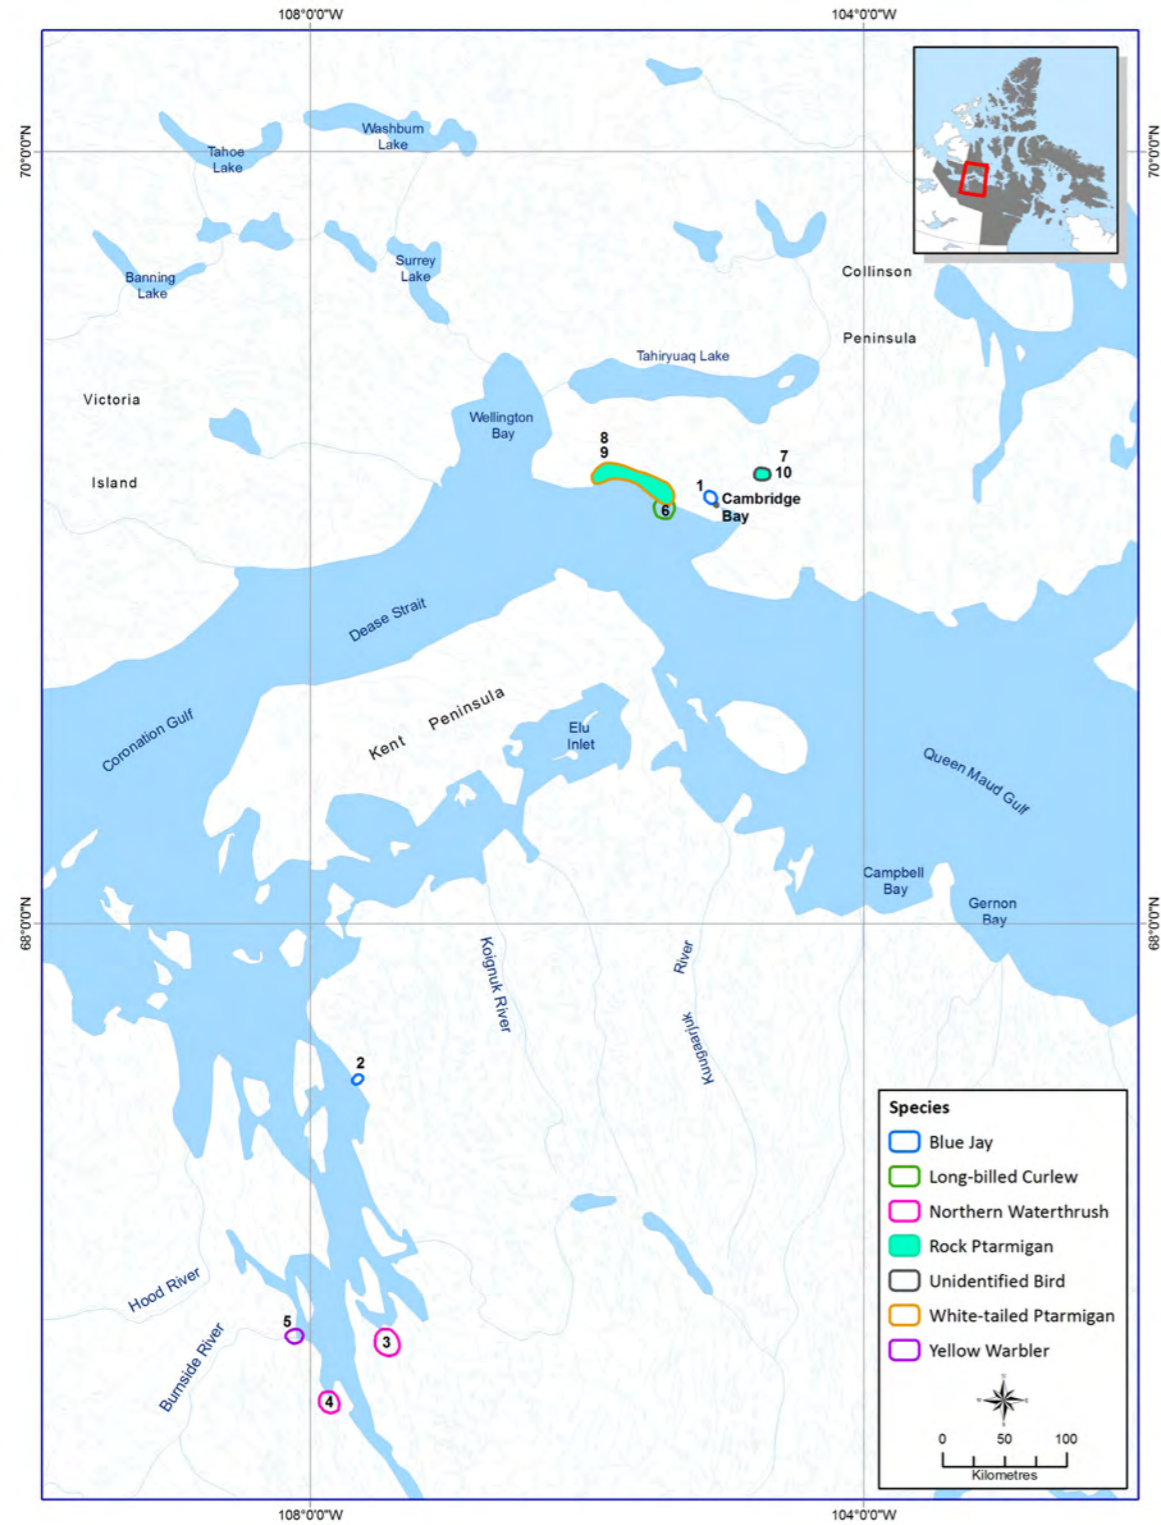 108°0'0"W
104°0'0"W
70°0'0"N
70°0'0"N
Washburn
Lake
Tahoe
Lake
Banning
Lake
Surrey
Lake
Collinson
Peninsula
Tahiryuaq Lake
Victoria
Island
Wellington
Bay
8
9
7
10
1
Cambridge
Bay
6
Dease Strait
Kent Peninsula
Coronation Gulf
Elu
Inlet
Queen Maud Gulf
Campbell
Bay
Gernon
Bay
68°0'0"N
68°0'0"N
Koignuk River
River
Kuugaarjuk
2
Hood River
Burnside River
5
3
4
Species
Blue Jay
Long-billed Curlew
Northern Waterthrush
Rock Ptarmigan
Unidentified Bird
White-tailed Ptarmigan
Yellow Warbler
N
W
E
S
0 50 100
Kilometres
108°0'0"W
104°0'0"W